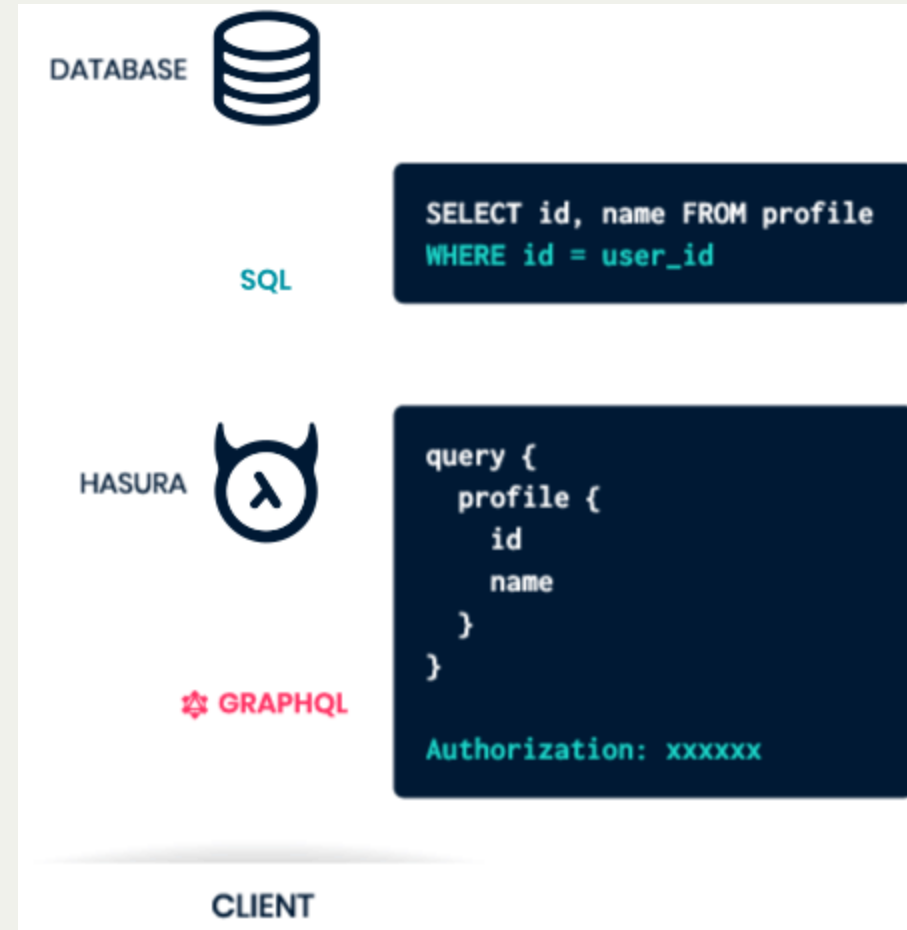 DATABASE
SELECT id, name FROM profile
WHERE id = user_id
SQL
HASURA
λ
query {
  profile {
    id
    name
  }
}
GRAPHQL
Authorization: xxxxxx
CLIENT